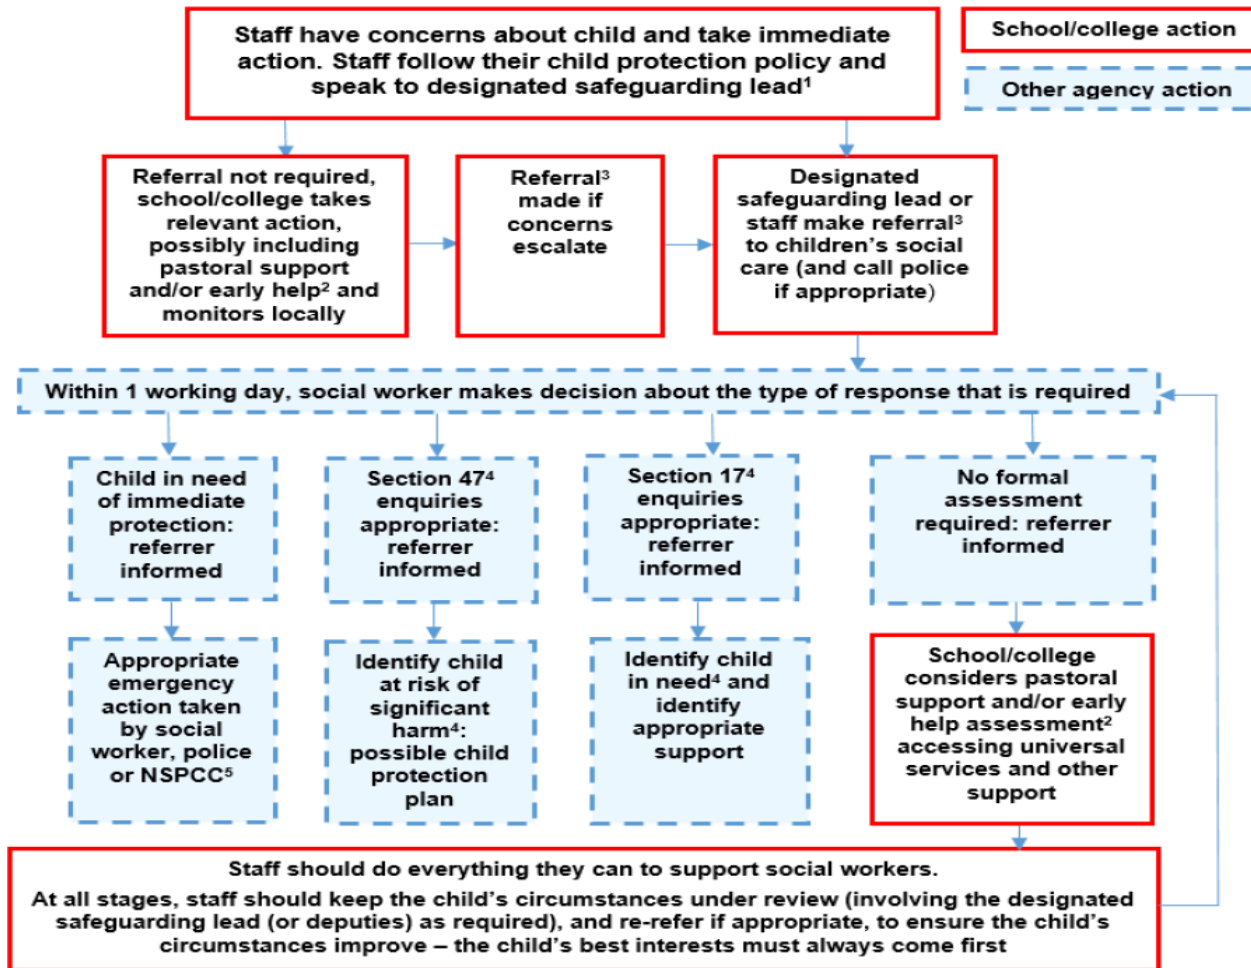 Staff have concerns about child and take immediate
action. Staff follow their child protection policy and
speak to designated safeguarding lead¹
School/college action
Other agency action
Referral not required,
school/college takes
relevant action,
possibly including
pastoral support
and/or early help² and
monitors locally
Referral³
made if
concerns
escalate
Designated
safeguarding lead or
staff make referral³
to children’s social
care (and call police
if appropriate)
Within 1 working day, social worker makes decision about the type of response that is required
Child in need
of immediate
protection:
referrer
informed
Section 47⁴
enquiries
appropriate:
referrer
informed
Section 17⁴
enquiries
appropriate:
referrer
informed
No formal
assessment
required: referrer
informed
Appropriate
emergency
action taken
by social
worker, police
or NSPCC⁵
Identify child
at risk of
significant
harm⁴:
possible child
protection
plan
Identify child
in need⁴ and
identify
appropriate
support
School/college
considers pastoral
support and/or early
help assessment²
accessing universal
services and other
support
Staff should do everything they can to support social workers.
At all stages, staff should keep the child’s circumstances under review (involving the designated
safeguarding lead (or deputies) as required), and re-refer if appropriate, to ensure the child’s
circumstances improve – the child’s best interests must always come first